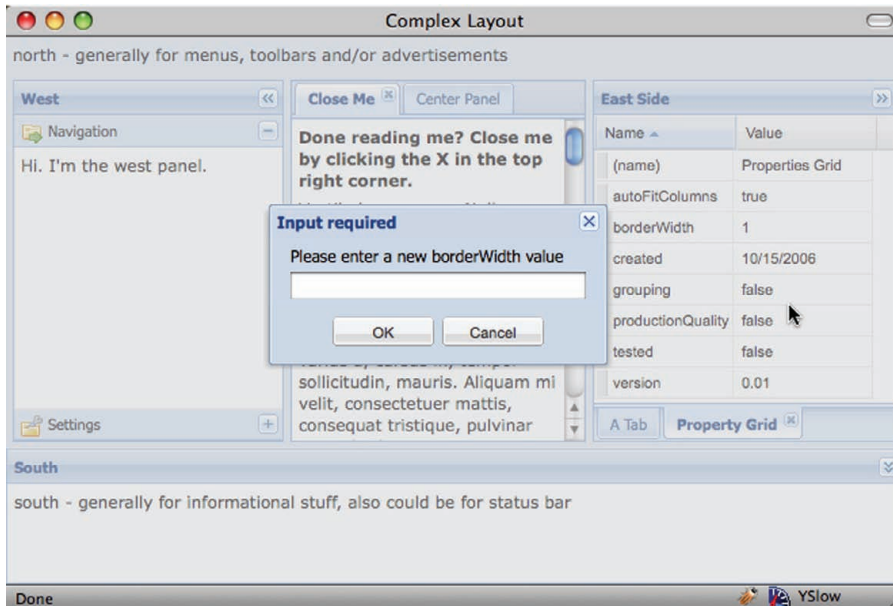 Complex Layout
north - generally for menus, toolbars and/or advertisements
West
Navigation
Hi. I'm the west panel.
Settings
Close Me
Center Panel
Done reading me? Close me
by clicking the X in the top
right corner.
Input required
Please enter a new borderWidth value
OK
Cancel
sollicitudin, mauris. Aliquam mi
velit, consectetuer mattis,
consequat tristique, pulvinar
East Side
Name Value
(name) Properties Grid
autoFitColumns true
borderWidth 1
created 10/15/2006
grouping false
productionQuality false
tested false
version 0.01
A Tab
Property Grid
South
south - generally for informational stuff, also could be for status bar
Done
YSlow